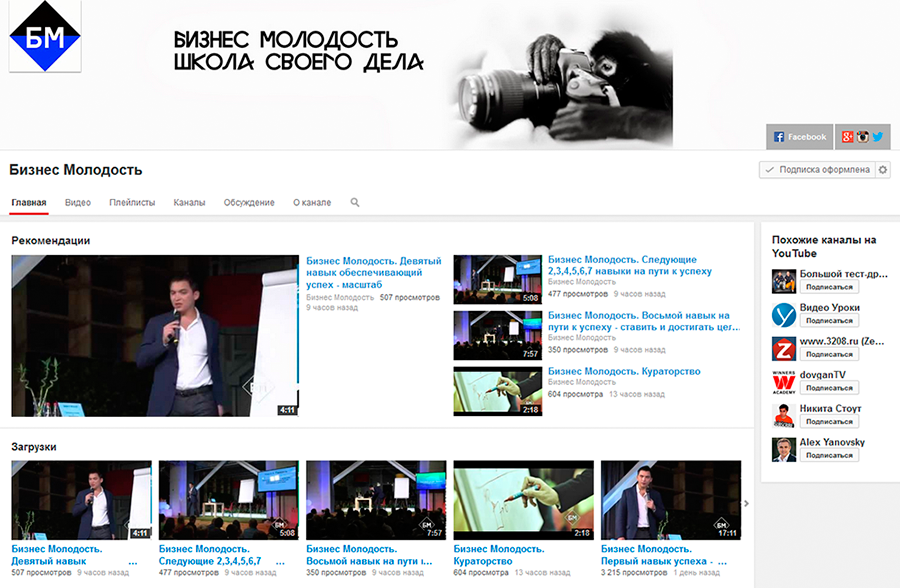 БМ
БИЗНЕС МОЛОДОСТЬ
ШКОЛА СВОЕГО ДЕЛА
Facebook
Бизнес Молодость
Подписка оформлена
Главная Видео Плейлисты Каналы Обсуждение О канале
Рекомендации
4:11
Бизнес Молодость. Девятый
навык обеспечивающий
успех - масштаб
Бизнес Молодость 507 просмотров
9 часов назад
5:08
Бизнес Молодость. Следующие
2,3,4,5,6,7 навыки на пути к успеху
Бизнес Молодость
477 просмотров 9 часов назад
7:57
Бизнес Молодость. Восьмой навык на
пути к успеху - ставить и достигать цег...
Бизнес Молодость
350 просмотров 9 часов назад
2:18
Бизнес Молодость. Кураторство
Бизнес Молодость
604 просмотра 13 часов назад
Похожие каналы на
YouTube
Большой тест-др...
Подписаться
Видео Уроки
Подписаться
www.3208.ru (Ze...
Подписаться
WINNERS
ACADEMY
dovganTV
Подписаться
Никита Стоут
Подписаться
Alex Yanovsky
Подписаться
Загрузки
4:11
Бизнес Молодость.
Девятый навык ...
507 просмотров 9 часов назад
БМ
5:08
Бизнес Молодость.
Следующие 2,3,4,5,6,7 ...
477 просмотров 9 часов назад
БМ
7:57
Бизнес Молодость.
Восьмой навык на пути к...
350 просмотров 9 часов назад
БМ
2:18
Бизнес Молодость.
Кураторство
604 просмотра 13 часов назад
БМ
17:11
Бизнес Молодость.
Первый навык успеха - ...
3 215 просмотров 1 день назад